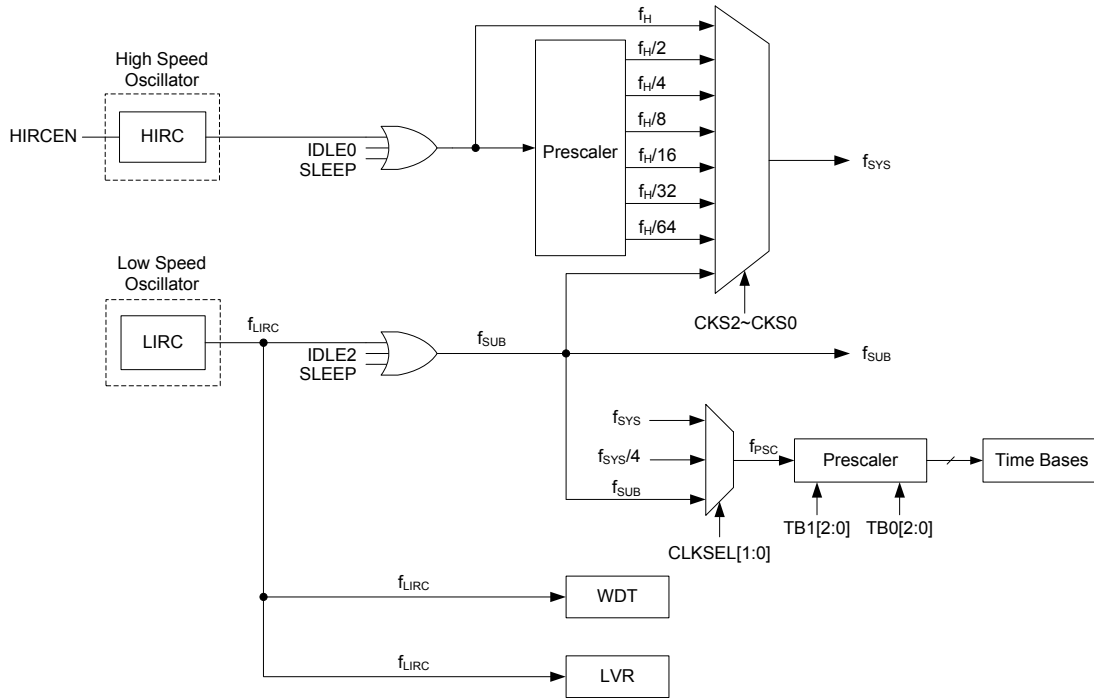 f_H
High Speed
Oscillator
HIRCEN
HIRC
IDLE0
SLEEP
Prescaler
f_H/2
f_H/4
f_H/8
f_H/16
f_H/32
f_H/64
f_SYS
CKS2~CKS0
Low Speed
Oscillator
LIRC
f_LIRC
IDLE2
SLEEP
f_SUB
f_SUB
f_SYS
f_SYS/4
f_SUB
CLKSEL[1:0]
f_PSC
Prescaler
TB1[2:0]
TB0[2:0]
Time Bases
f_LIRC
WDT
f_LIRC
LVR